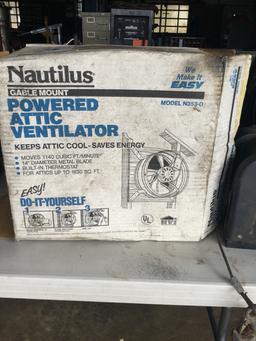 Nautilus
We
Make It
EASY
GABLE MOUNT
MODEL N353-D
POWERED
ATTIC
VENTILATOR
KEEPS ATTIC COOL-SAVES ENERGY
• MOVES 1140 CUBIC FT./MINUTE*
• 14" DIAMETER METAL BLADE
• BUILT-IN THERMOSTAT
• FOR ATTICS UP TO 1630 SQ. FT.
EASY!
DO-IT-YOURSELF
1 2 3
UL